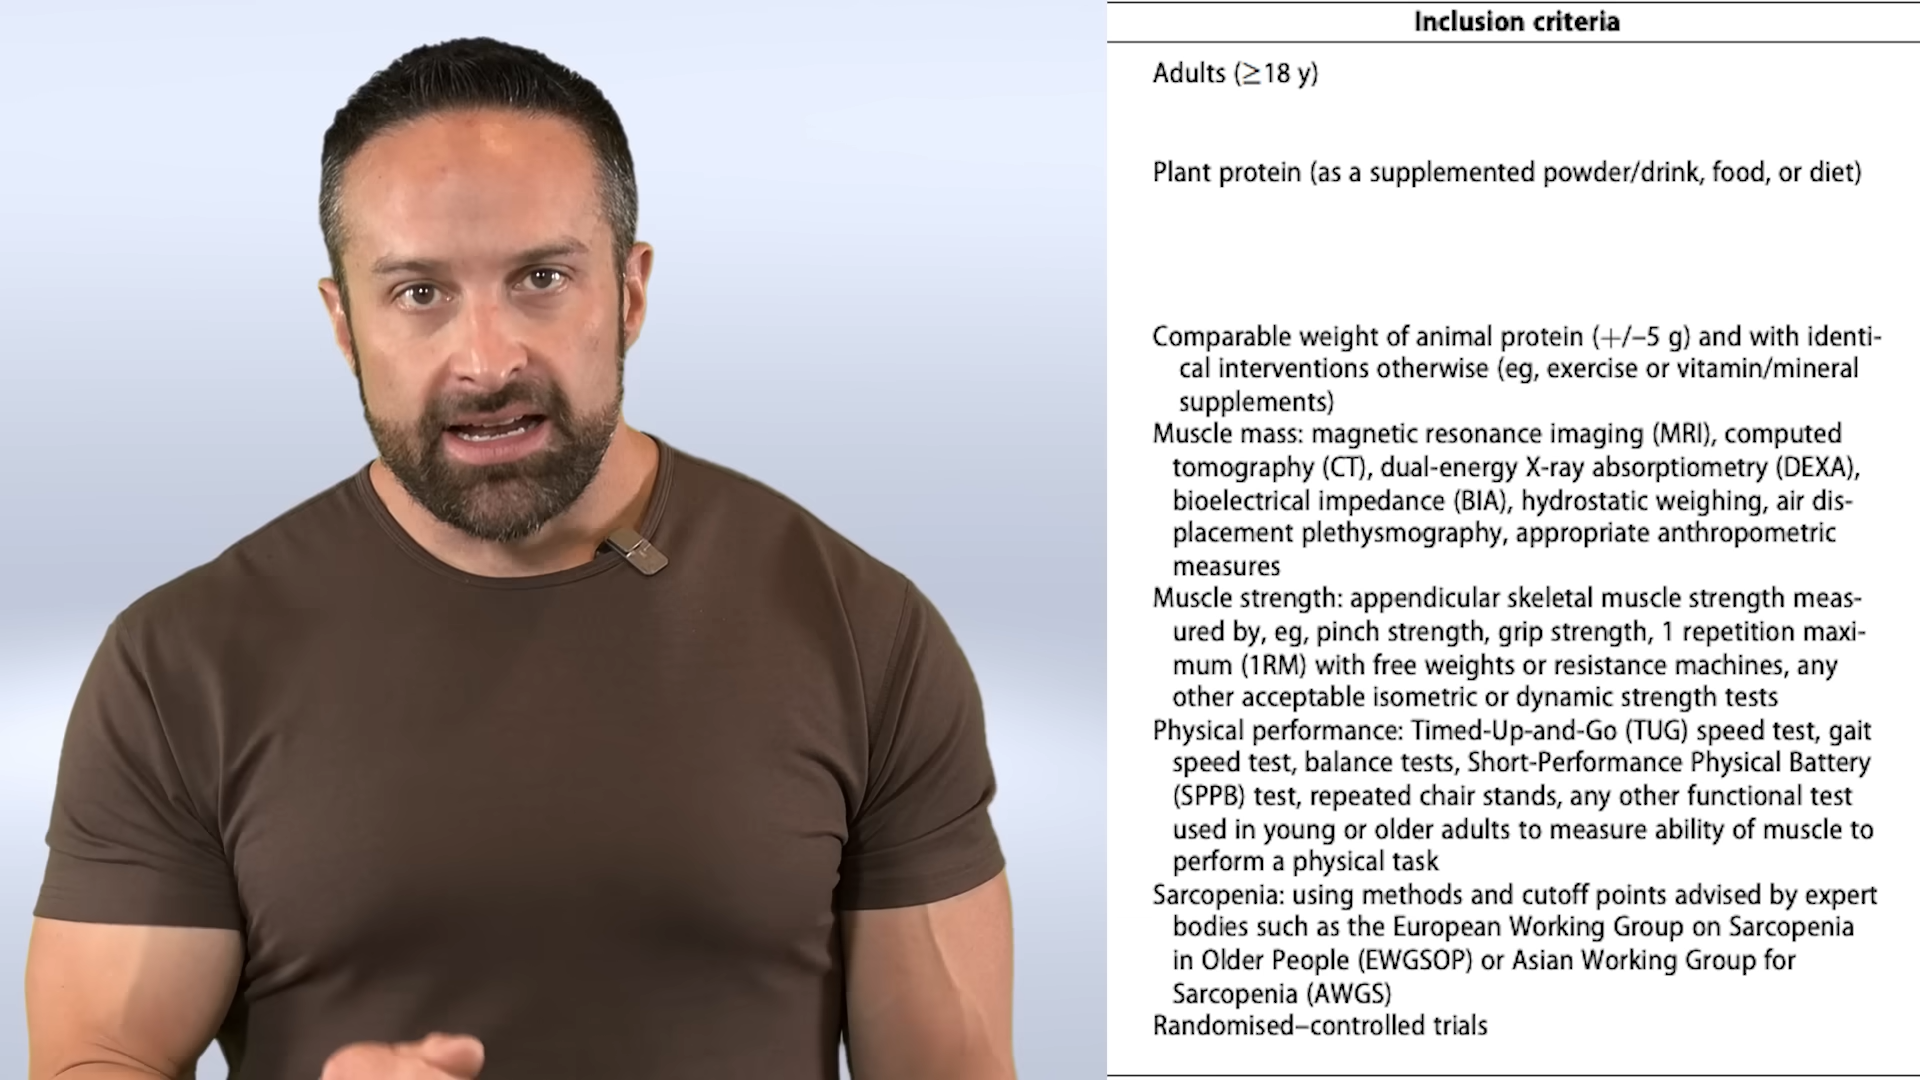 Inclusion criteria
Adults (≥18 y)
Plant protein (as a supplemented powder/drink, food, or diet)
Comparable weight of animal protein (+/–5 g) and with identi-
cal interventions otherwise (eg, exercise or vitamin/mineral
supplements)
Muscle mass: magnetic resonance imaging (MRI), computed
tomography (CT), dual-energy X-ray absorptiometry (DEXA),
bioelectrical impedance (BIA), hydrostatic weighing, air dis-
placement plethysmography, appropriate anthropometric
measures
Muscle strength: appendicular skeletal muscle strength meas-
ured by, eg, pinch strength, grip strength, 1 repetition maxi-
mum (1RM) with free weights or resistance machines, any
other acceptable isometric or dynamic strength tests
Physical performance: Timed-Up-and-Go (TUG) speed test, gait
speed test, balance tests, Short-Performance Physical Battery
(SPPB) test, repeated chair stands, any other functional test
used in young or older adults to measure ability of muscle to
perform a physical task
Sarcopenia: using methods and cutoff points advised by expert
bodies such as the European Working Group on Sarcopenia
in Older People (EWGSOP) or Asian Working Group for
Sarcopenia (AWGS)
Randomised–controlled trials